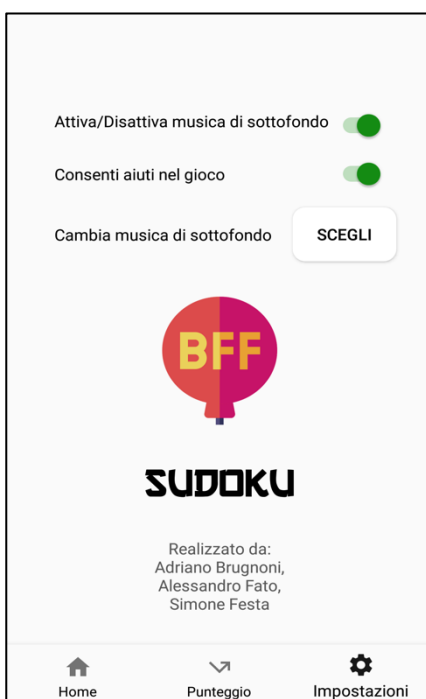 Attiva/Disattiva musica di sottofondo
Consenti aiuti nel gioco
Cambia musica di sottofondo SCEGLI
BFF
SUDOKU
Realizzato da:
Adriano Brugnoni,
Alessandro Fato,
Simone Festa
Home Punteggio Impostazioni